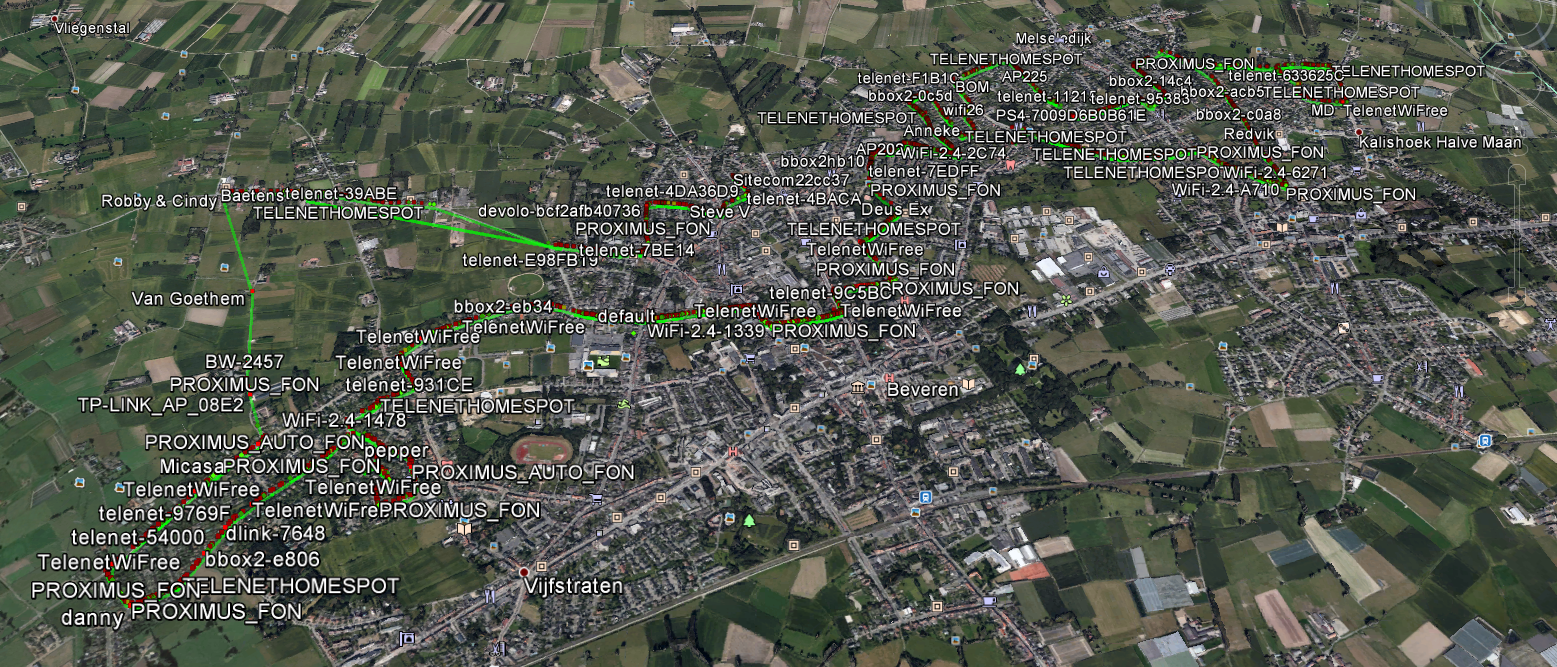 Vliegenstal
Melsendijk
TELENETHOMESPOT
PROXIMUS_FON
telenet-F1B1C
AP225
telenet-633625C
TELENETHOMESPOT
BOM
bbox2-14c4
bbox2-0c5d
telenet-11219
telenet-95383
bbox2-acb5
TELENETHOMESPOT
wifi26
PS4-7009D6B0B61E
bbox2-c0a8
MD
TelenetWiFree
TELENETHOMESPOT
Anneke
TELENETHOMESPOT
Redvik
Kalishoek Halve Maan
AP202
WiFi-2.4-2C74
TELENETHOMESPOT
PROXIMUS_FON
bbox2hb10
telenet-7EDFF
TELENETHOMESPO
WiFi-2.4-6271
Sitecom22cc37
PROXIMUS_FON
WiFi-2.4-A710
PROXIMUS_FON
Robby & Cindy
Baetens
telenet-39ABE
telenet-4DA36D9
telenet-4BACA
TELENETHOMESPOT
devolo-bcf2afb40736
Steve V
Deus Ex
PROXIMUS_FON
TELENETHOMESPOT
telenet-7BE14
TelenetWiFree
telenet-E98FB19
PROXIMUS_FON
Van Goethem
telenet-9C5BC
PROXIMUS_FON
bbox2-eb34
default
TelenetWiFree
TelenetWiFree
TelenetWiFree
TelenetWiFree
WiFi-2.4-1339
PROXIMUS_FON
BW-2457
TelenetWiFree
PROXIMUS_FON
telenet-931CE
Beveren
TP-LINK_AP_08E2
TELENETHOMESPOT
WiFi-2.4-1478
PROXIMUS_AUTO_FON
pepper
Micasa
PROXIMUS_FON
PROXIMUS_AUTO_FON
TelenetWiFree
TelenetWiFree
telenet-9769F
TelenetWiFre
PROXIMUS_FON
telenet-54000
dlink-7648
TelenetWiFree
bbox2-e806
PROXIMUS_FON
TELENETHOMESPOT
Vijfstraten
danny
PROXIMUS_FON